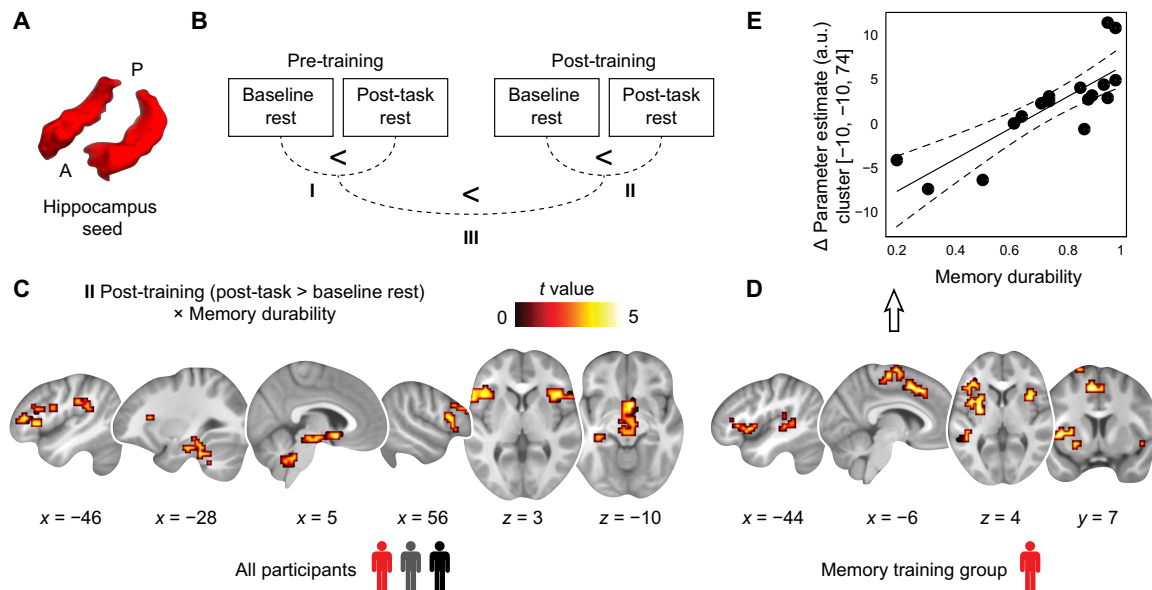 A
P
A
Hippocampus
seed
B
Pre-training
Post-training
Baseline
rest
Post-task
rest
Baseline
rest
Post-task
rest
<
<
I
<
II
III
E
Δ Parameter estimate (a.u.)
cluster [−10, −10, 74]
10
5
0
−5
−10
0.2
0.4
0.6
0.8
1
Memory durability
C
II Post-training (post-task > baseline rest)
× Memory durability
t value
0
5
x = −46
x = −28
x = 5
x = 56
z = 3
z = −10
All participants
D
x = −44
x = −6
z = 4
y = 7
Memory training group